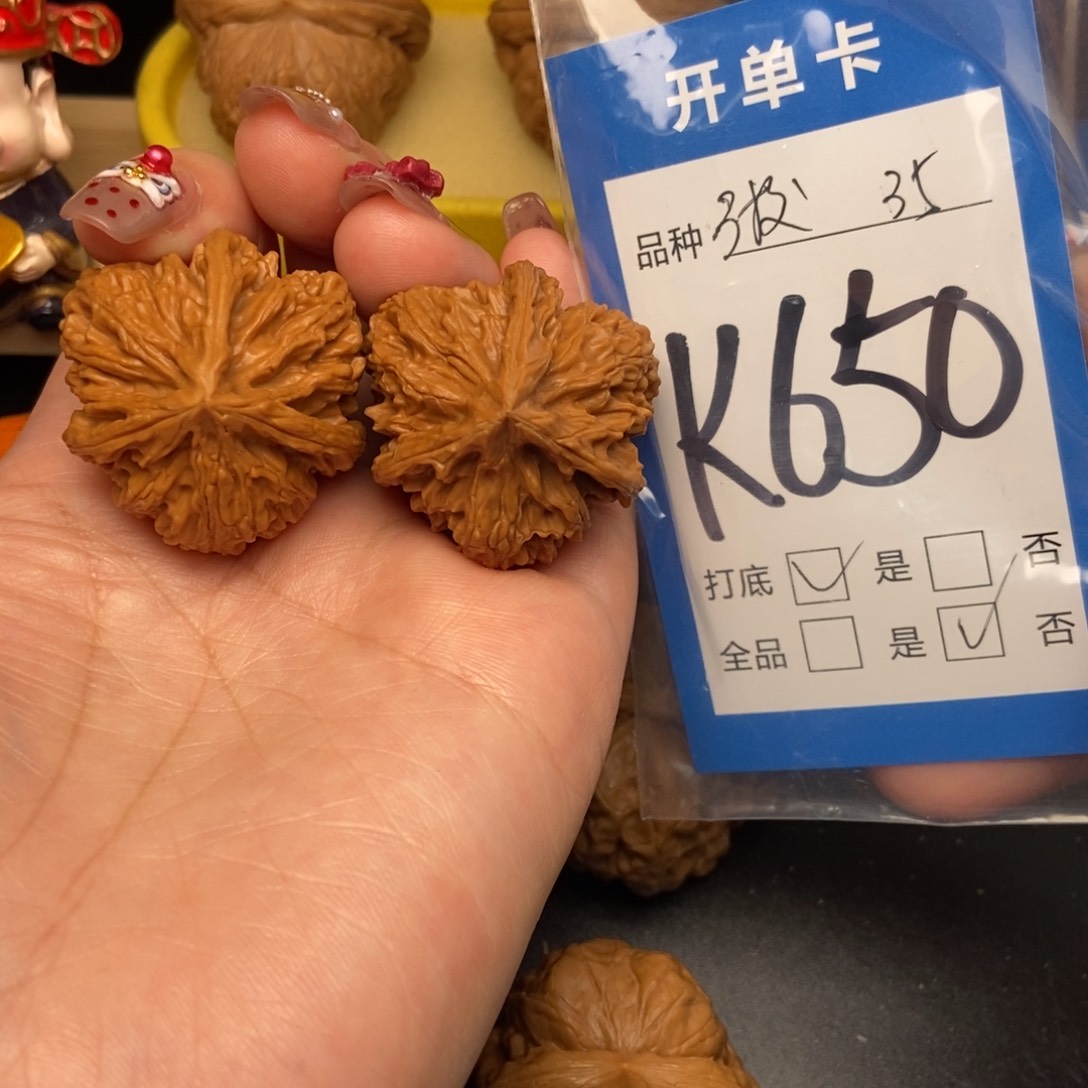 开单卡
品种 35
K650
打底 是 否
全品 是 否